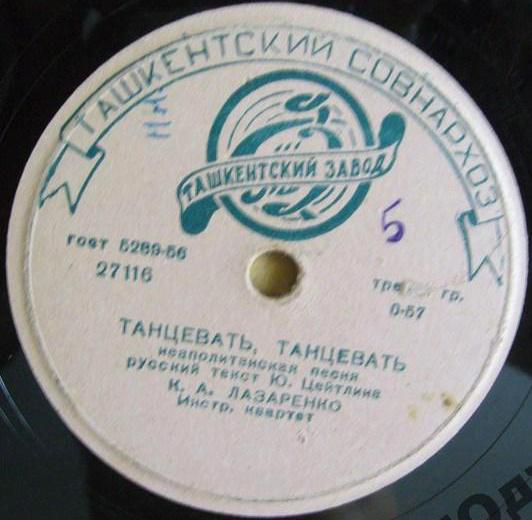 ТАШКЕНТСКИЙ СОВНАРХОЗ
ТАШКЕНТСКИЙ ЗАВОД
5
гост 5289-56
27116
гр.
0-57
ТАНЦЕВАТЬ, ТАНЦЕВАТЬ
неаполитанская песня
русский текст Ю. Цейтлина
К. А. ЛАЗАРЕНКО
Инстр. квартет